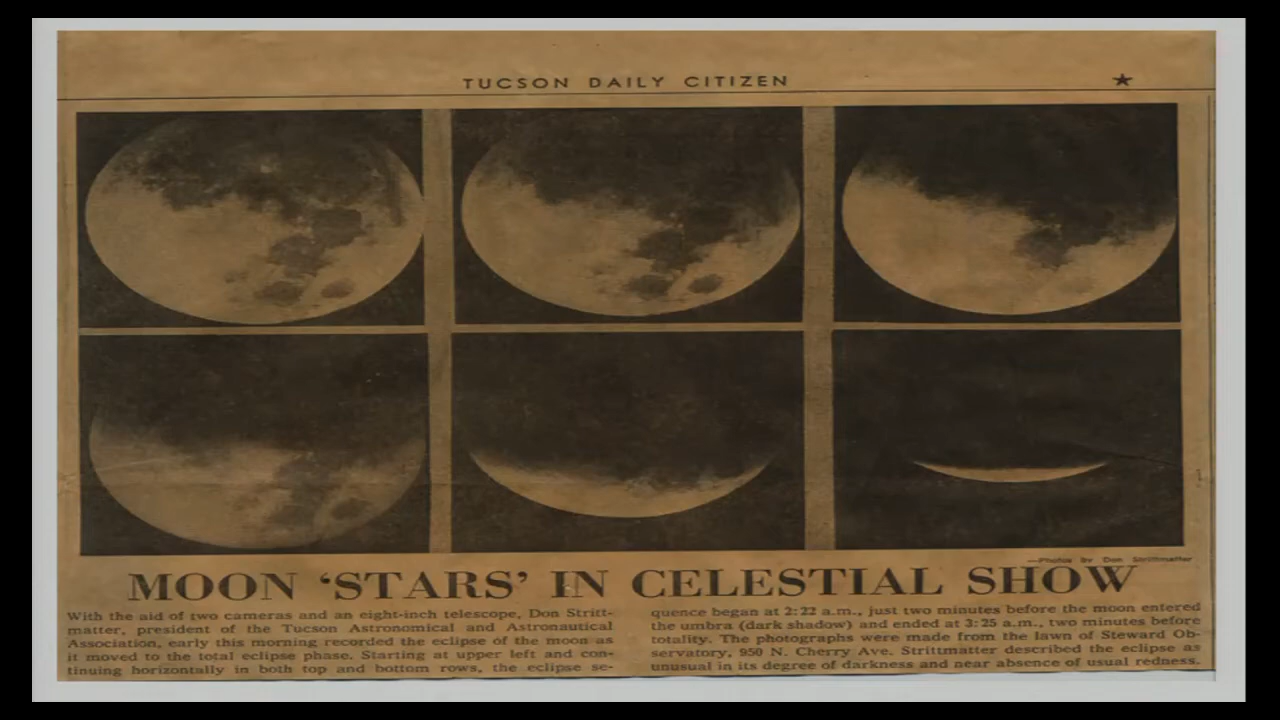 TUCSON DAILY CITIZEN
—Photos by Don Strittmatter
MOON ‘STARS’ IN CELESTIAL SHOW
With the aid of two cameras and an eight-inch telescope, Don Stritt-
matter, president of the Tucson Astronomical and Astronautical
Association, early this morning recorded the eclipse of the moon as
it moved to the total eclipse phase. Starting at upper left and con-
tinuing horizontally in both top and bottom rows, the eclipse se-
quence began at 2:22 a.m., just two minutes before the moon entered
the umbra (dark shadow) and ended at 3:25 a.m., two minutes before
totality. The photographs were made from the lawn of Steward Ob-
servatory, 950 N. Cherry Ave. Strittmatter described the eclipse as
unusual in its degree of darkness and near absence of usual redness.